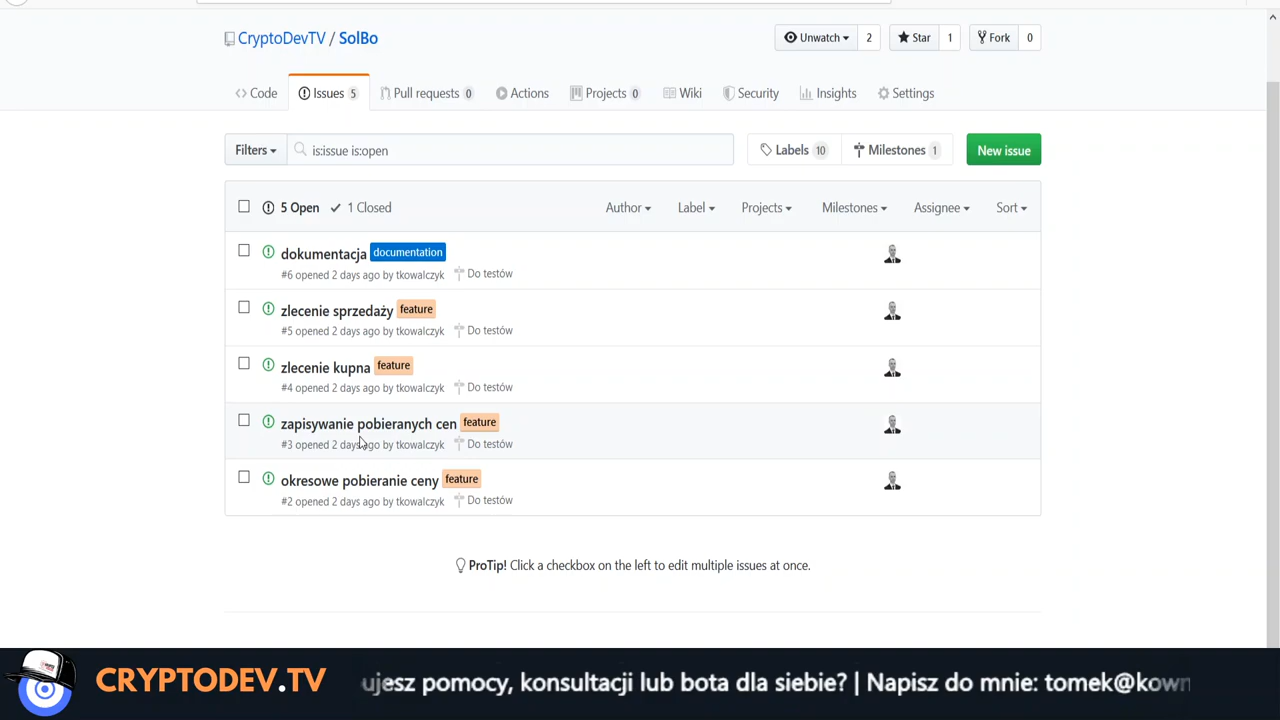 CryptoDevTV / SolBo
Unwatch 2 Star 1 Fork 0
Code Issues 5 Pull requests 0 Actions Projects 0 Wiki Security Insights Settings
Filters is:issue is:open Labels 10 Milestones 1 New issue
5 Open 1 Closed Author Label Projects Milestones Assignee Sort
dokumentacja documentation
#6 opened 2 days ago by tkowalczyk Do testów
zlecenie sprzedaży feature
#5 opened 2 days ago by tkowalczyk Do testów
zlecenie kupna feature
#4 opened 2 days ago by tkowalczyk Do testów
zapisywanie pobieranych cen feature
#3 opened 2 days ago by tkowalczyk Do testów
okresowe pobieranie ceny feature
#2 opened 2 days ago by tkowalczyk Do testów
ProTip! Click a checkbox on the left to edit multiple issues at once.
CRYPTODEV.TV ujesz pomocy, konsultacji lub bota dla siebie? | Napisz do mnie: tomek@kown